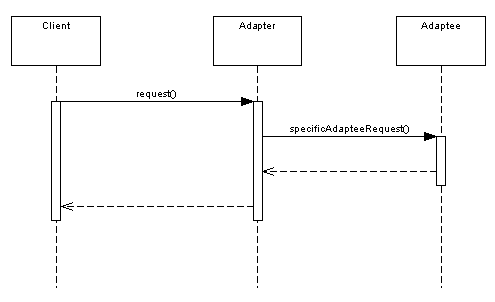 Client
Adapter
Adaptee
request()
specificAdapteeRequest()